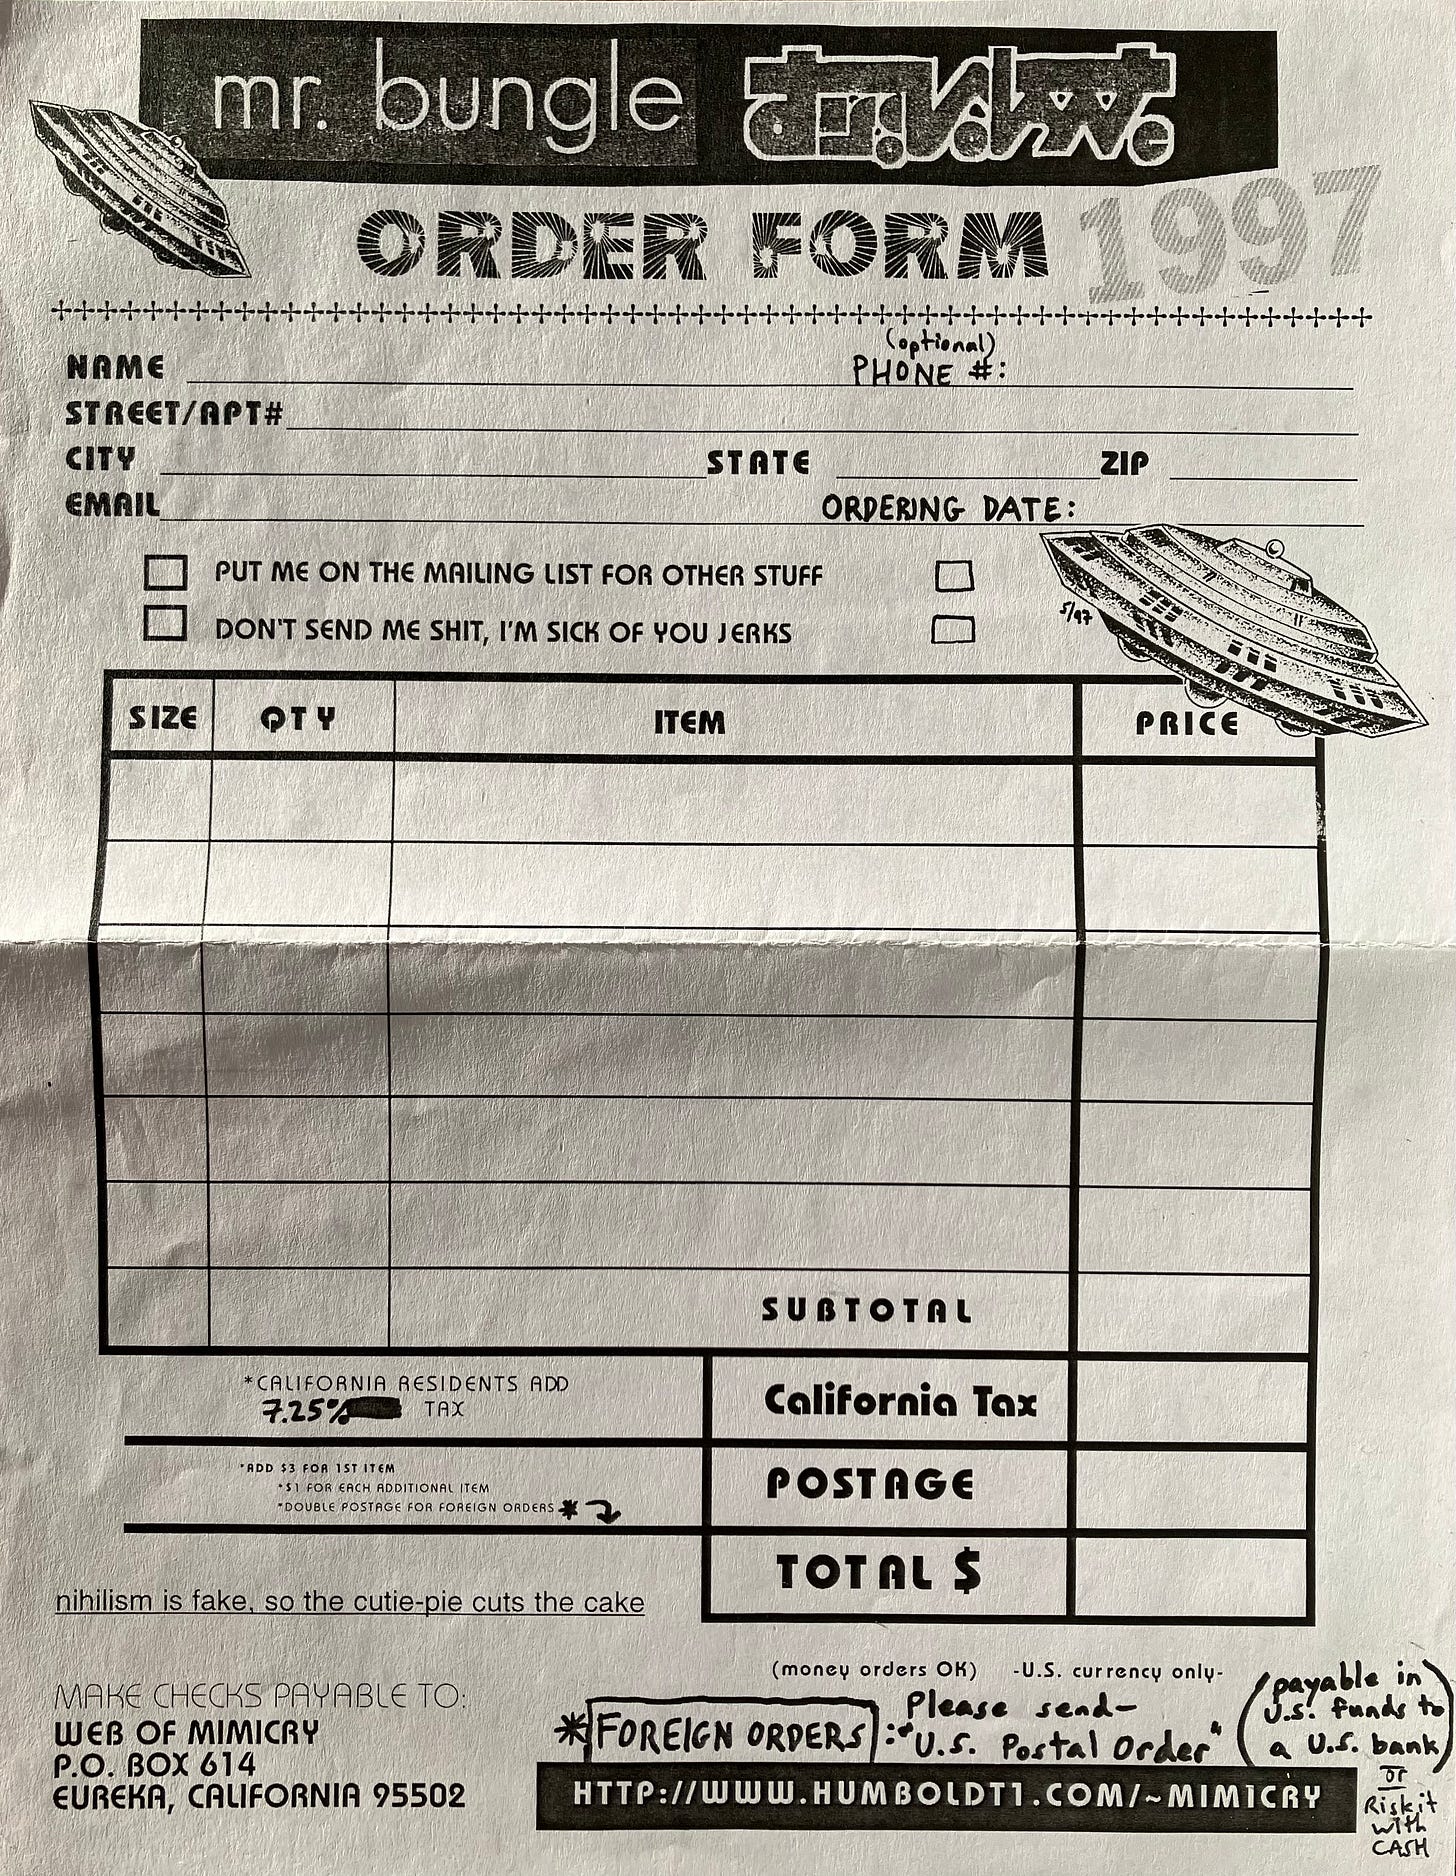 mr. bungle
ORDER FORM 1997
NAME
(optional)
PHONE #:
STREET/APT#
CITY STATE ZIP
EMAIL ORDERING DATE:
PUT ME ON THE MAILING LIST FOR OTHER STUFF
5/97
DON'T SEND ME SHIT, I'M SICK OF YOU JERKS
SIZE QTY ITEM PRICE
SUBTOTAL
*CALIFORNIA RESIDENTS ADD
7.25% TAX
California Tax
*ADD $3 FOR 1ST ITEM
*$1 FOR EACH ADDITIONAL ITEM
*DOUBLE POSTAGE FOR FOREIGN ORDERS *
POSTAGE
TOTAL $
nihilism is fake, so the cutie-pie cuts the cake
(money orders OK) -U.S. currency only-
MAKE CHECKS PAYABLE TO:
WEB OF MIMICRY
P.O. BOX 614
EUREKA, CALIFORNIA 95502
*FOREIGN ORDERS: Please send-
"U.S. Postal Order"
(payable in
U.S. funds to
a U.S. bank)
or
Risk it
with
CASH
HTTP://WWW.HUMBOLDT1.COM/~MIMICRY